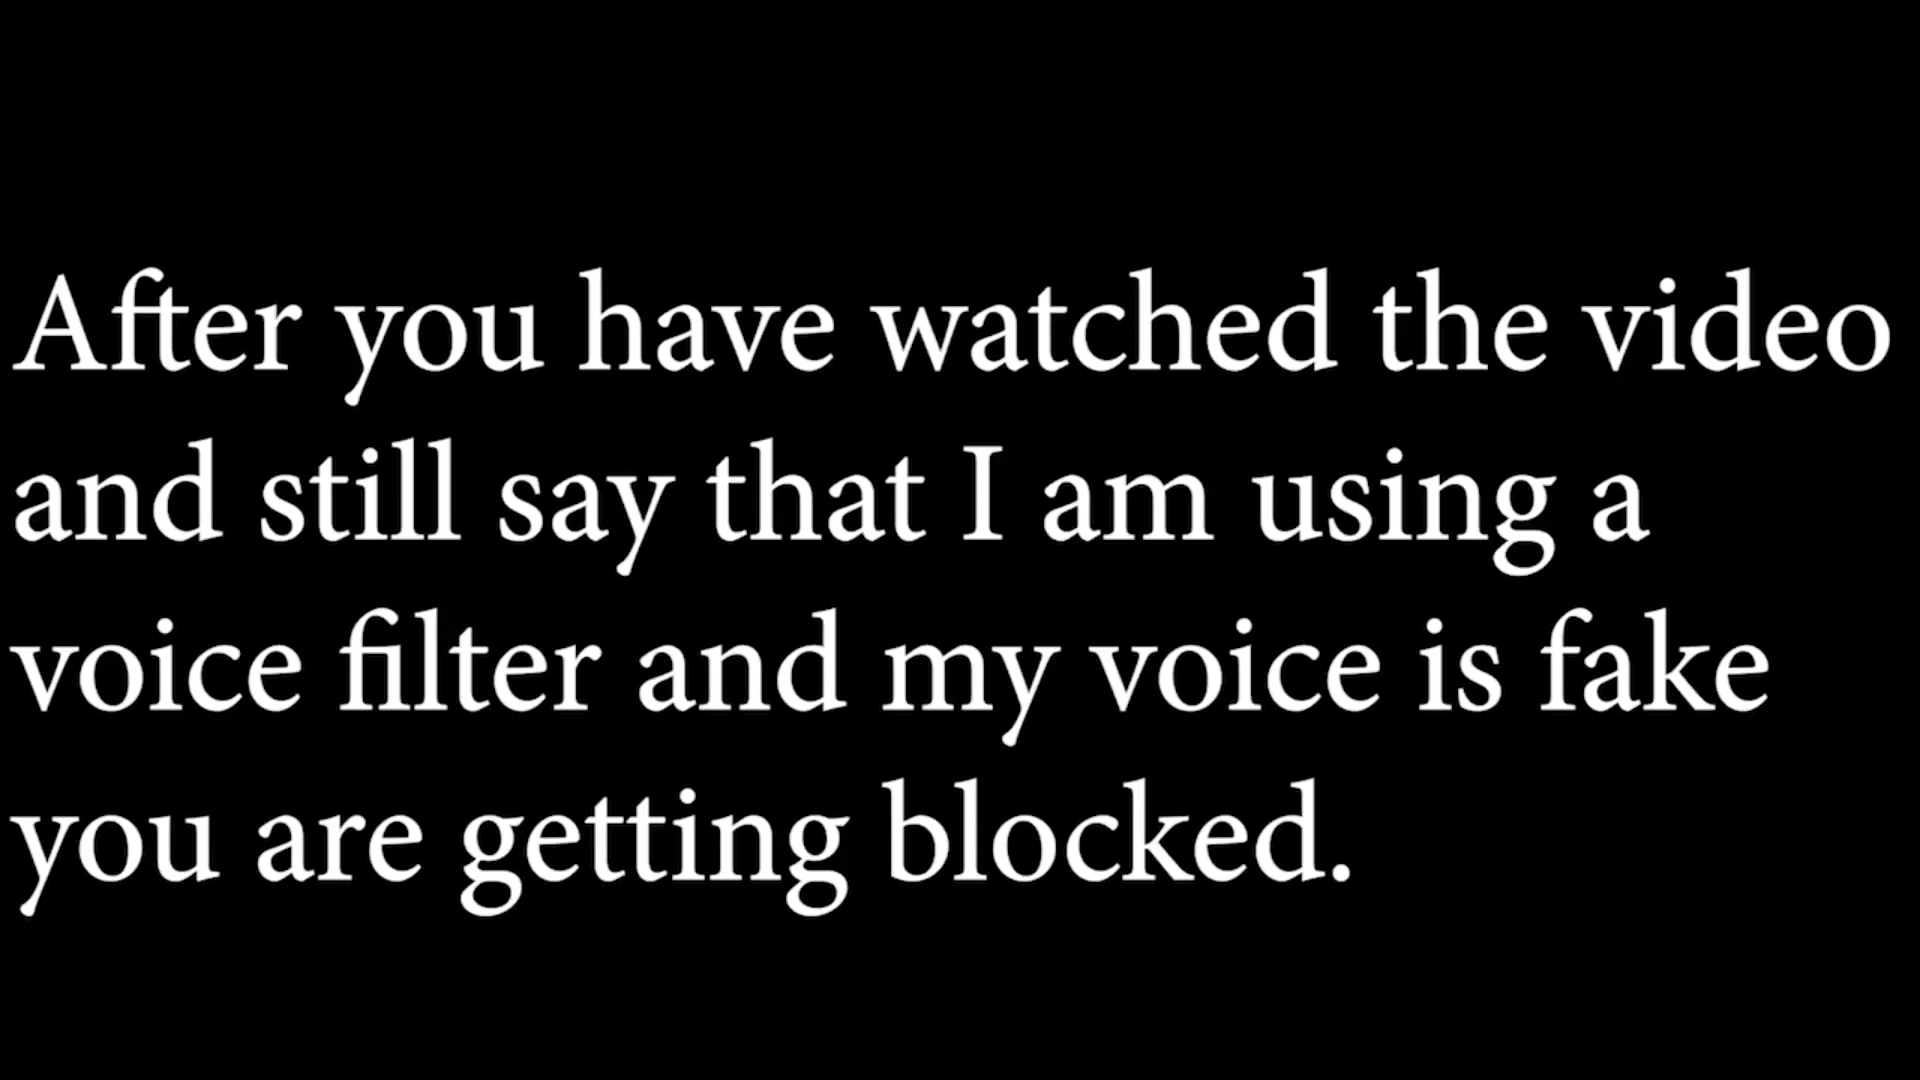 After you have watched the video
and still say that I am using a
voice filter and my voice is fake
you are getting blocked.